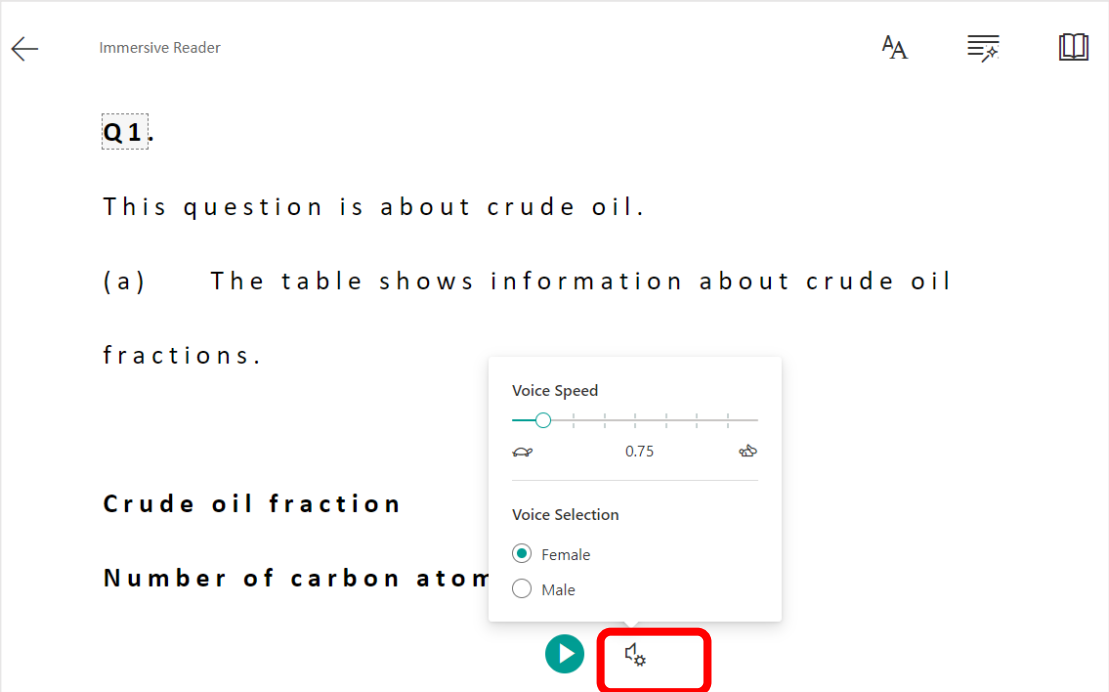 Immersive Reader
Q1.
This question is about crude oil.
(a) The table shows information about crude oil
fractions.
Crude oil fraction
Number of carbon atom
Voice Speed
0.75
Voice Selection
Female
Male